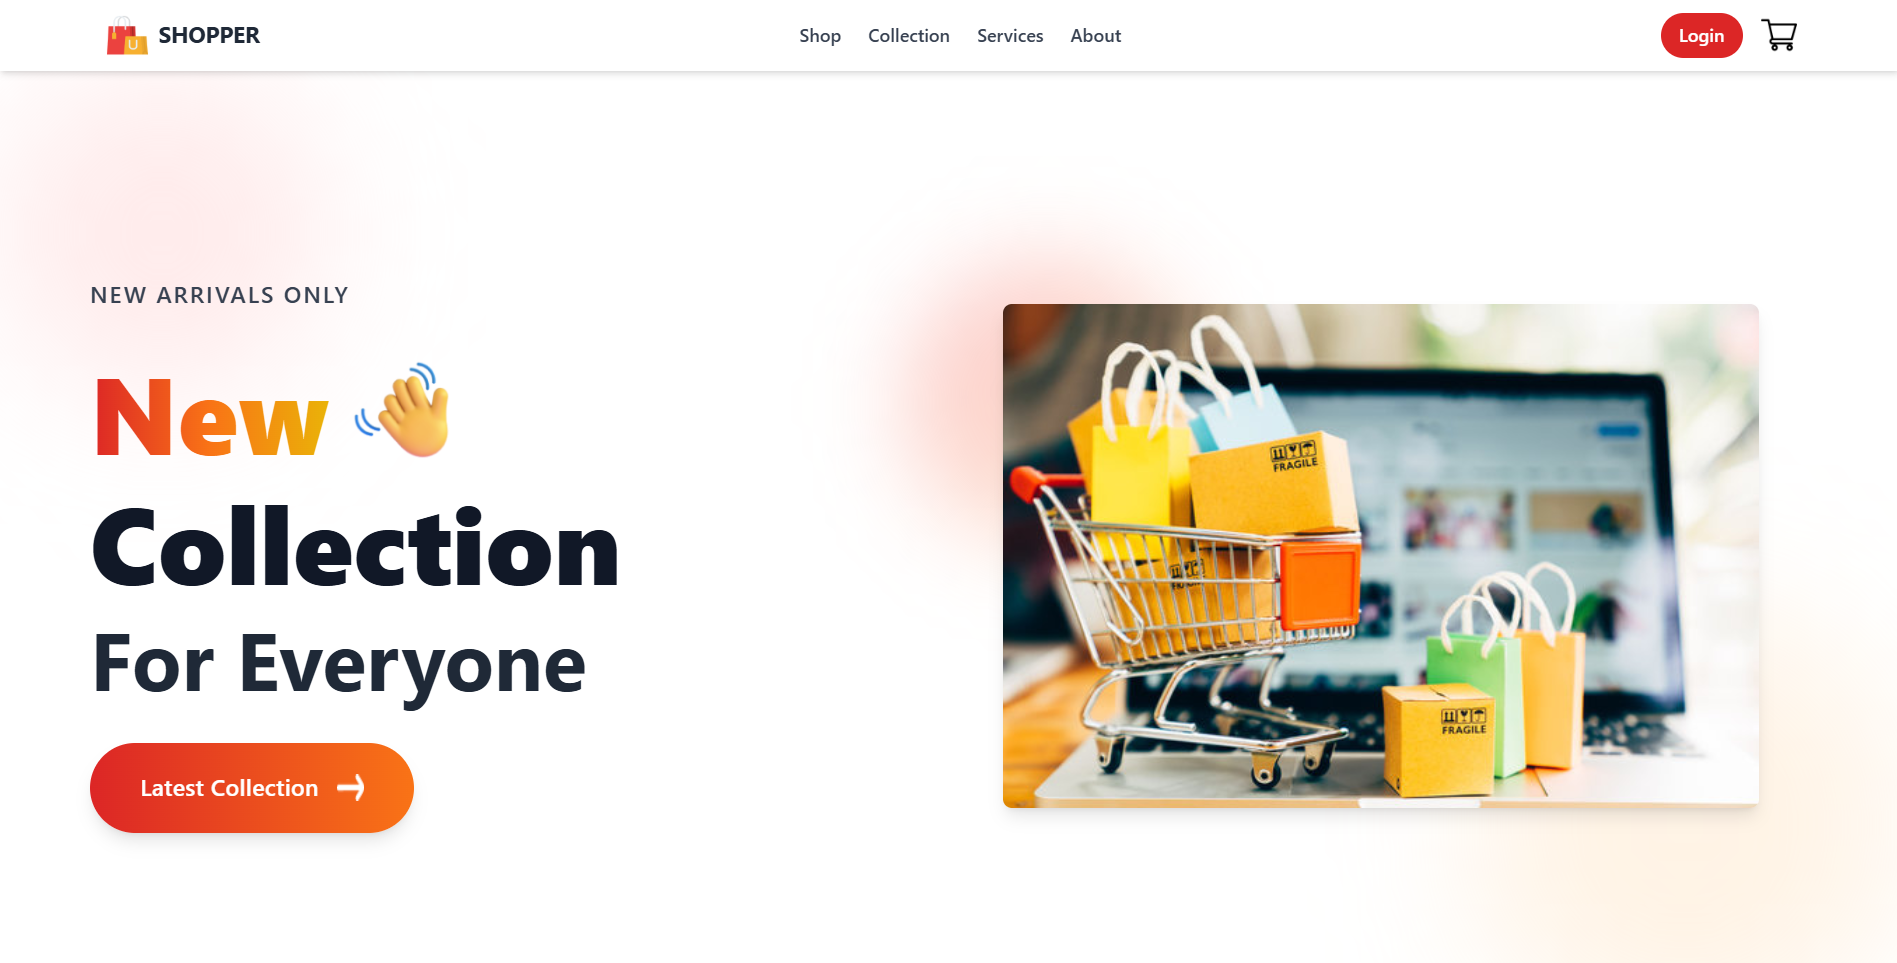 SHOPPER
Shop Collection Services About
Login
NEW ARRIVALS ONLY
New 👋
Collection
For Everyone
Latest Collection →
FRAGILE
FRAGILE